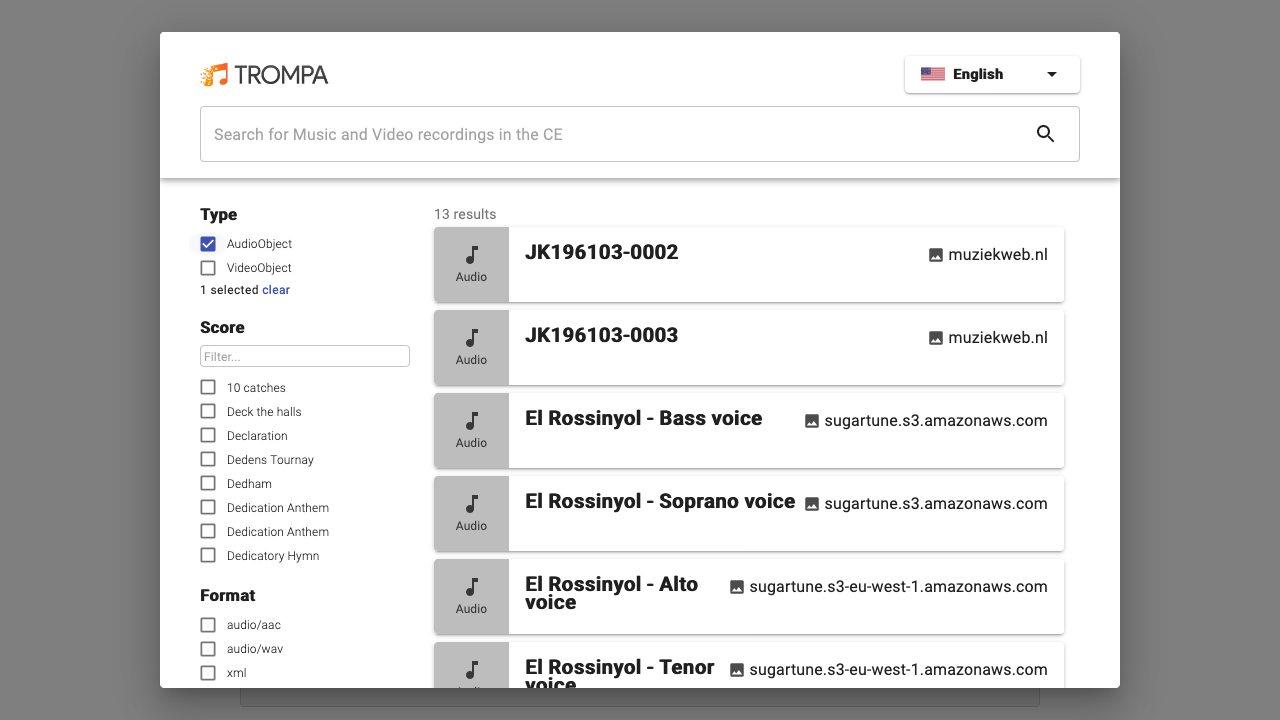 TROMPA
English
Search for Music and Video recordings in the CE
Type
AudioObject
VideoObject
1 selected clear
Score
Filter...
10 catches
Deck the halls
Declaration
Dedens Tournay
Dedham
Dedication Anthem
Dedication Anthem
Dedicatory Hymn
Format
audio/aac
audio/wav
xml
13 results
Audio
JK196103-0002
muziekweb.nl
Audio
JK196103-0003
muziekweb.nl
Audio
El Rossinyol - Bass voice
sugartune.s3.amazonaws.com
Audio
El Rossinyol - Soprano voice
sugartune.s3.amazonaws.com
Audio
El Rossinyol - Alto
voice
sugartune.s3-eu-west-1.amazonaws.com
El Rossinyol - Tenor
voice
sugartune.s3-eu-west-1.amazonaws.com